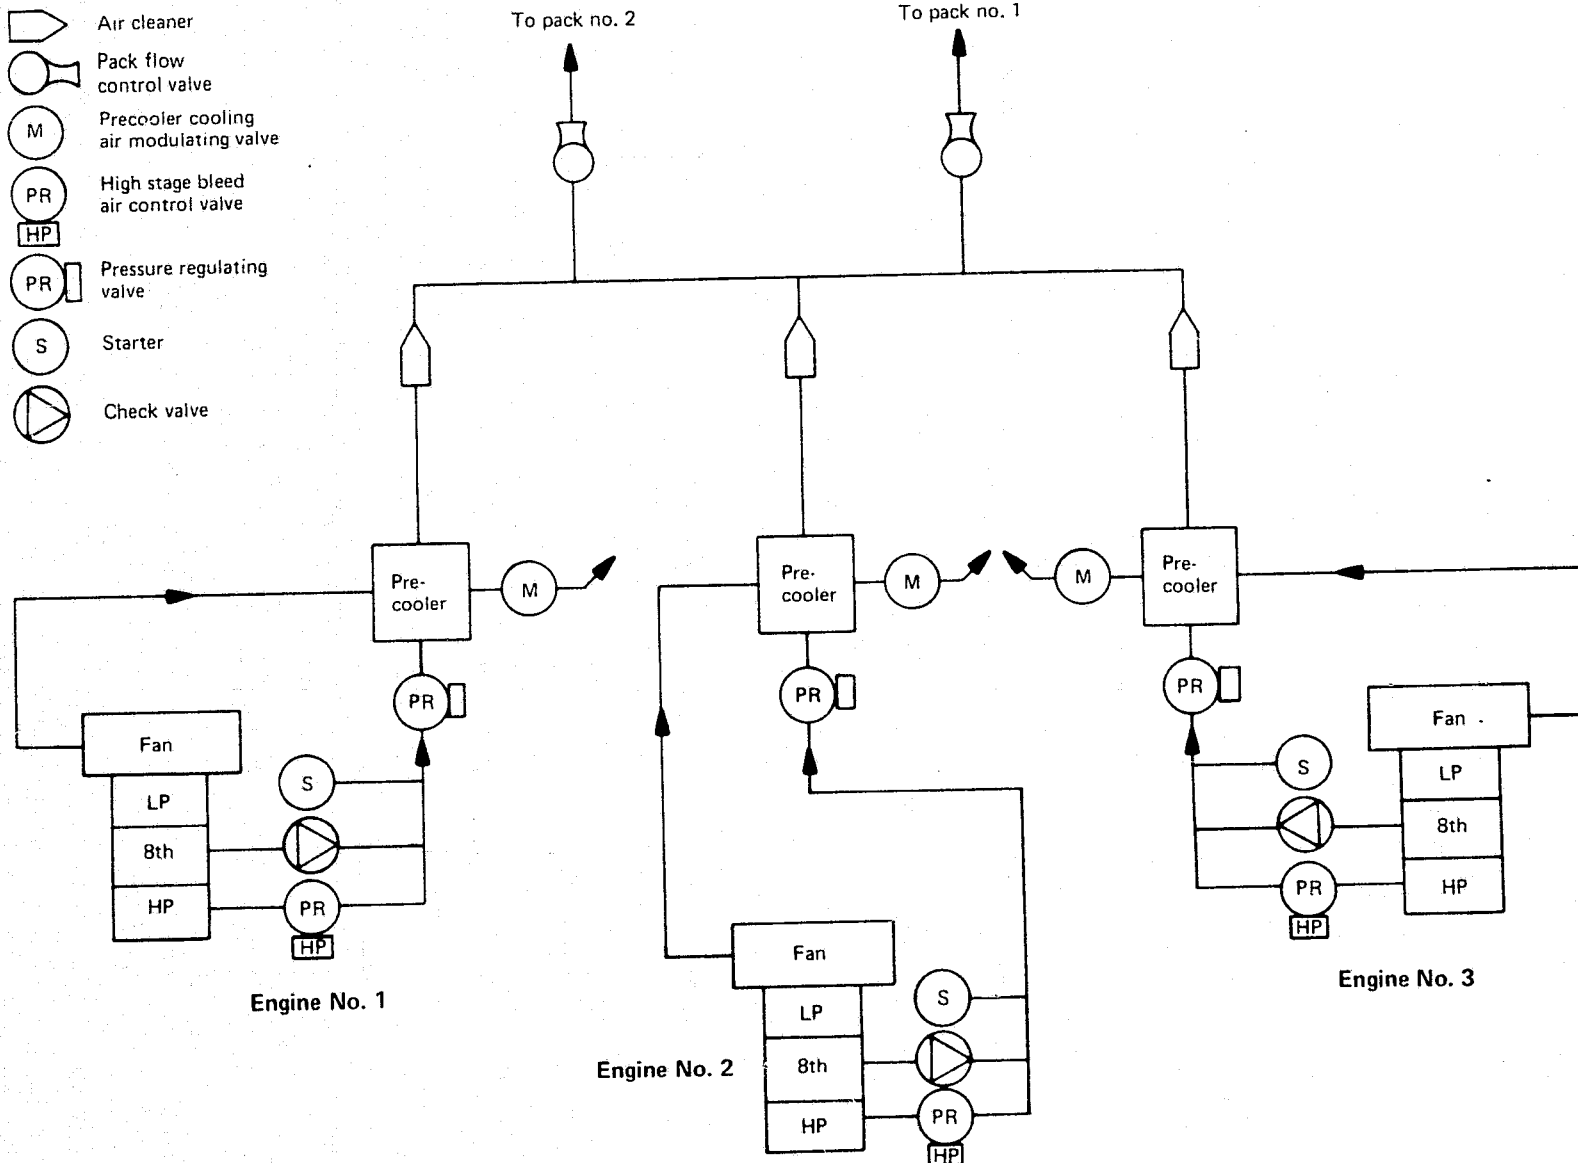 Air cleaner
Pack flow
control valve
M
Precooler cooling
air modulating valve
PR
HP
High stage bleed
air control valve
PR
Pressure regulating
valve
S
Starter
Check valve
To pack no. 2
To pack no. 1
Pre-
cooler
M
PR
Fan
LP
8th
HP
S
PR
HP
Engine No. 1
Pre-
cooler
M
PR
Fan
LP
8th
HP
S
PR
HP
Engine No. 2
M
Pre-
cooler
PR
Fan
LP
8th
HP
S
PR
HP
Engine No. 3